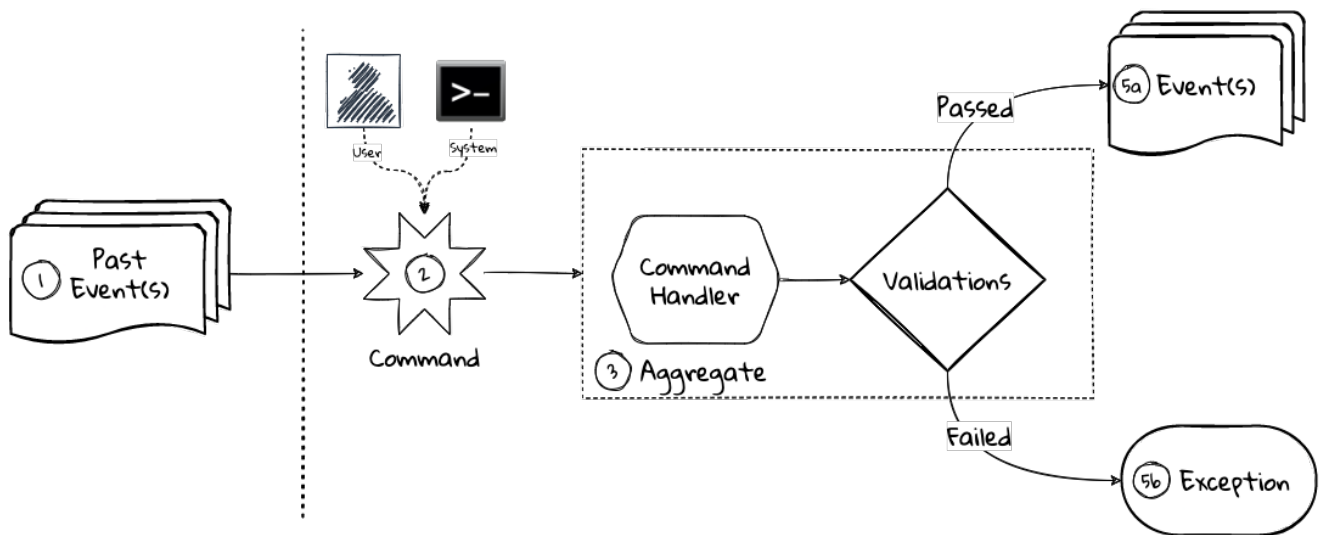 1
Past
Event(s)
User
System
>-
2
Command
Command
Handler
3 Aggregate
Validations
Passed
5a Event(s)
Failed
5b Exception